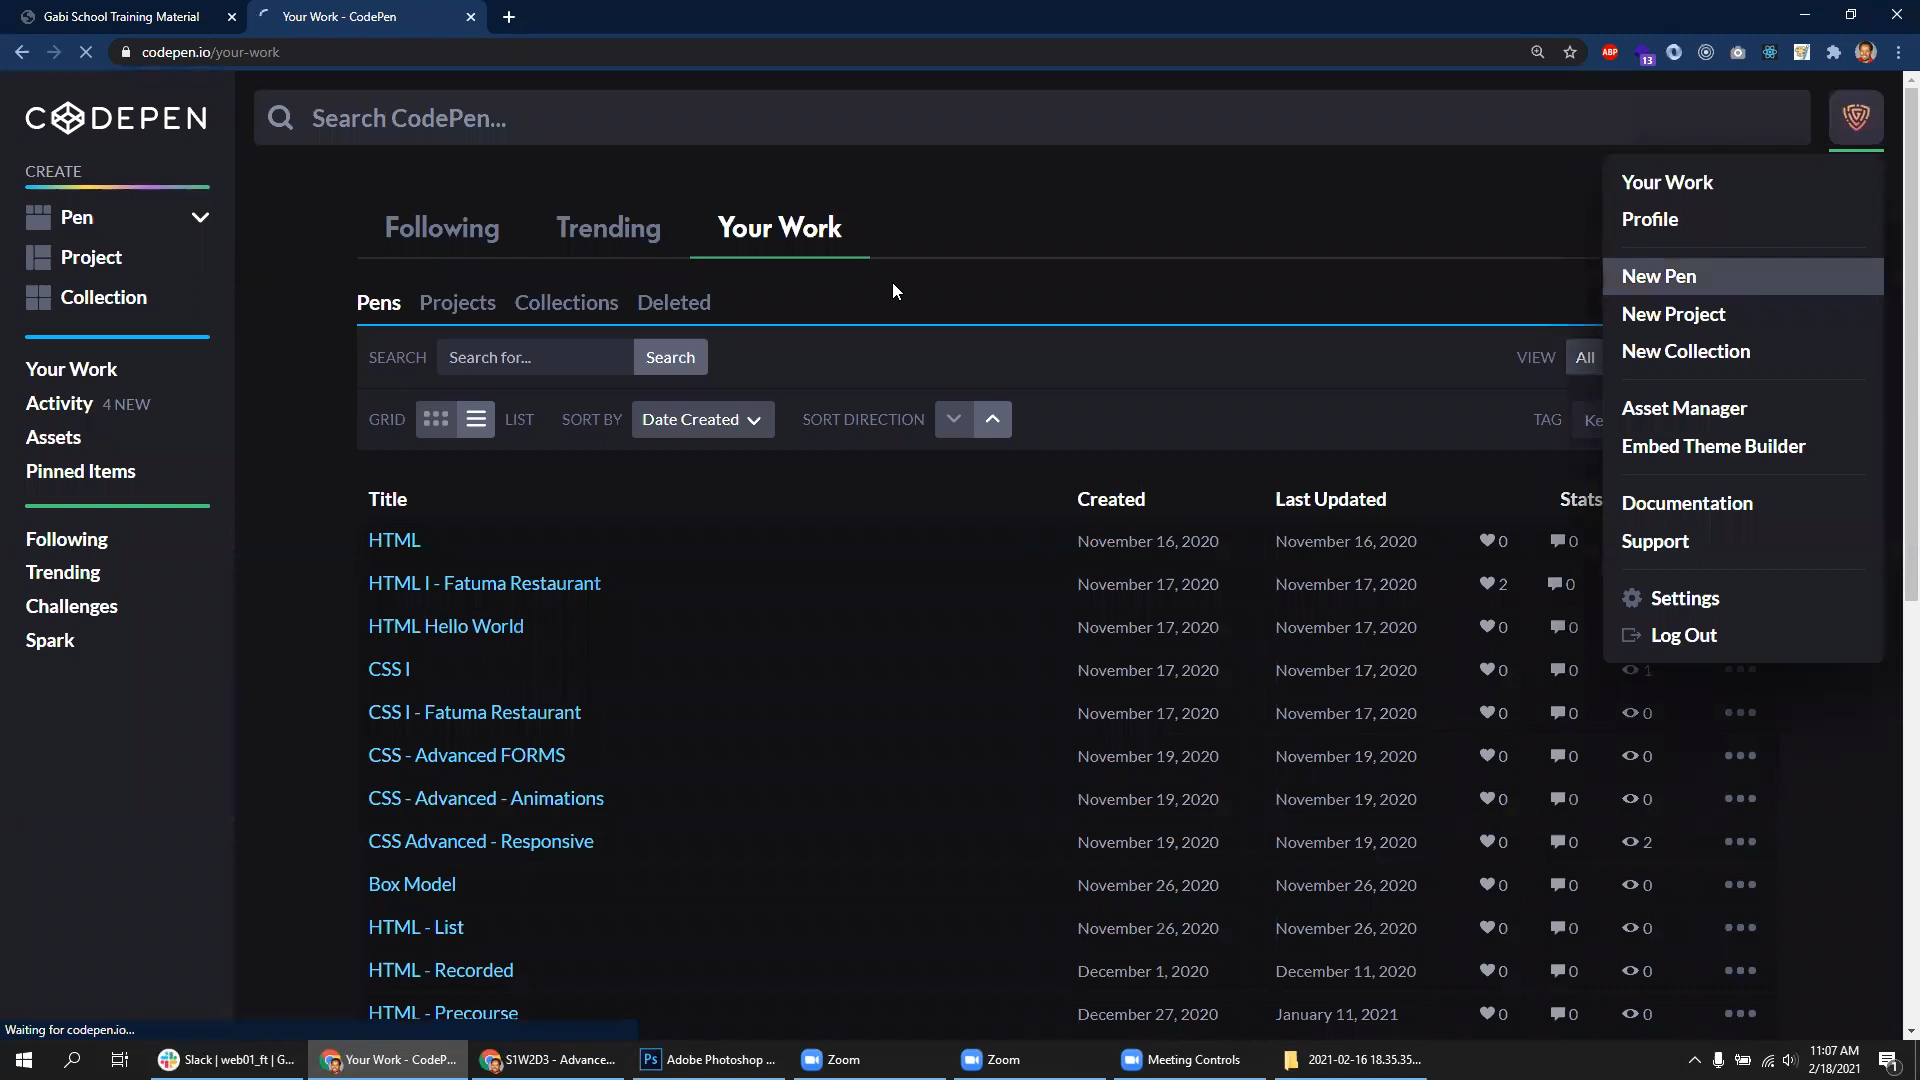 Gabi School Training Material
Your Work - CodePen
codepen.io/your-work
ABP
13
CODEPEN
Search CodePen...
CREATE
Pen
Project
Collection
Your Work
Activity 4 NEW
Assets
Pinned Items
Following
Trending
Challenges
Spark
Following Trending Your Work
Pens Projects Collections Deleted
SEARCH Search for... Search VIEW All
GRID LIST SORT BY Date Created SORT DIRECTION TAG Ke
Title Created Last Updated Stats
HTML November 16, 2020 November 16, 2020 0 0
HTML I - Fatuma Restaurant November 17, 2020 November 17, 2020 2 0
HTML Hello World November 17, 2020 November 17, 2020 0 0
CSS I November 17, 2020 November 17, 2020 0 0 1
CSS I - Fatuma Restaurant November 17, 2020 November 17, 2020 0 0 0
CSS - Advanced FORMS November 19, 2020 November 19, 2020 0 0 0
CSS - Advanced - Animations November 19, 2020 November 19, 2020 0 0 0
CSS Advanced - Responsive November 19, 2020 November 19, 2020 0 0 2
Box Model November 26, 2020 November 26, 2020 0 0 0
HTML - List November 26, 2020 November 26, 2020 0 0 0
HTML - Recorded December 1, 2020 December 11, 2020 0 0 0
HTML - Precourse December 27, 2020 January 11, 2021 0 0 0
Your Work
Profile
New Pen
New Project
New Collection
Asset Manager
Embed Theme Builder
Documentation
Support
Settings
Log Out
Waiting for codepen.io...
Slack | web01_ft | G...
Your Work - CodeP...
S1W2D3 - Advance...
Ps Adobe Photoshop ...
Zoom
Zoom
Meeting Controls
2021-02-16 18.35.35...
11:07 AM
2/18/2021
1